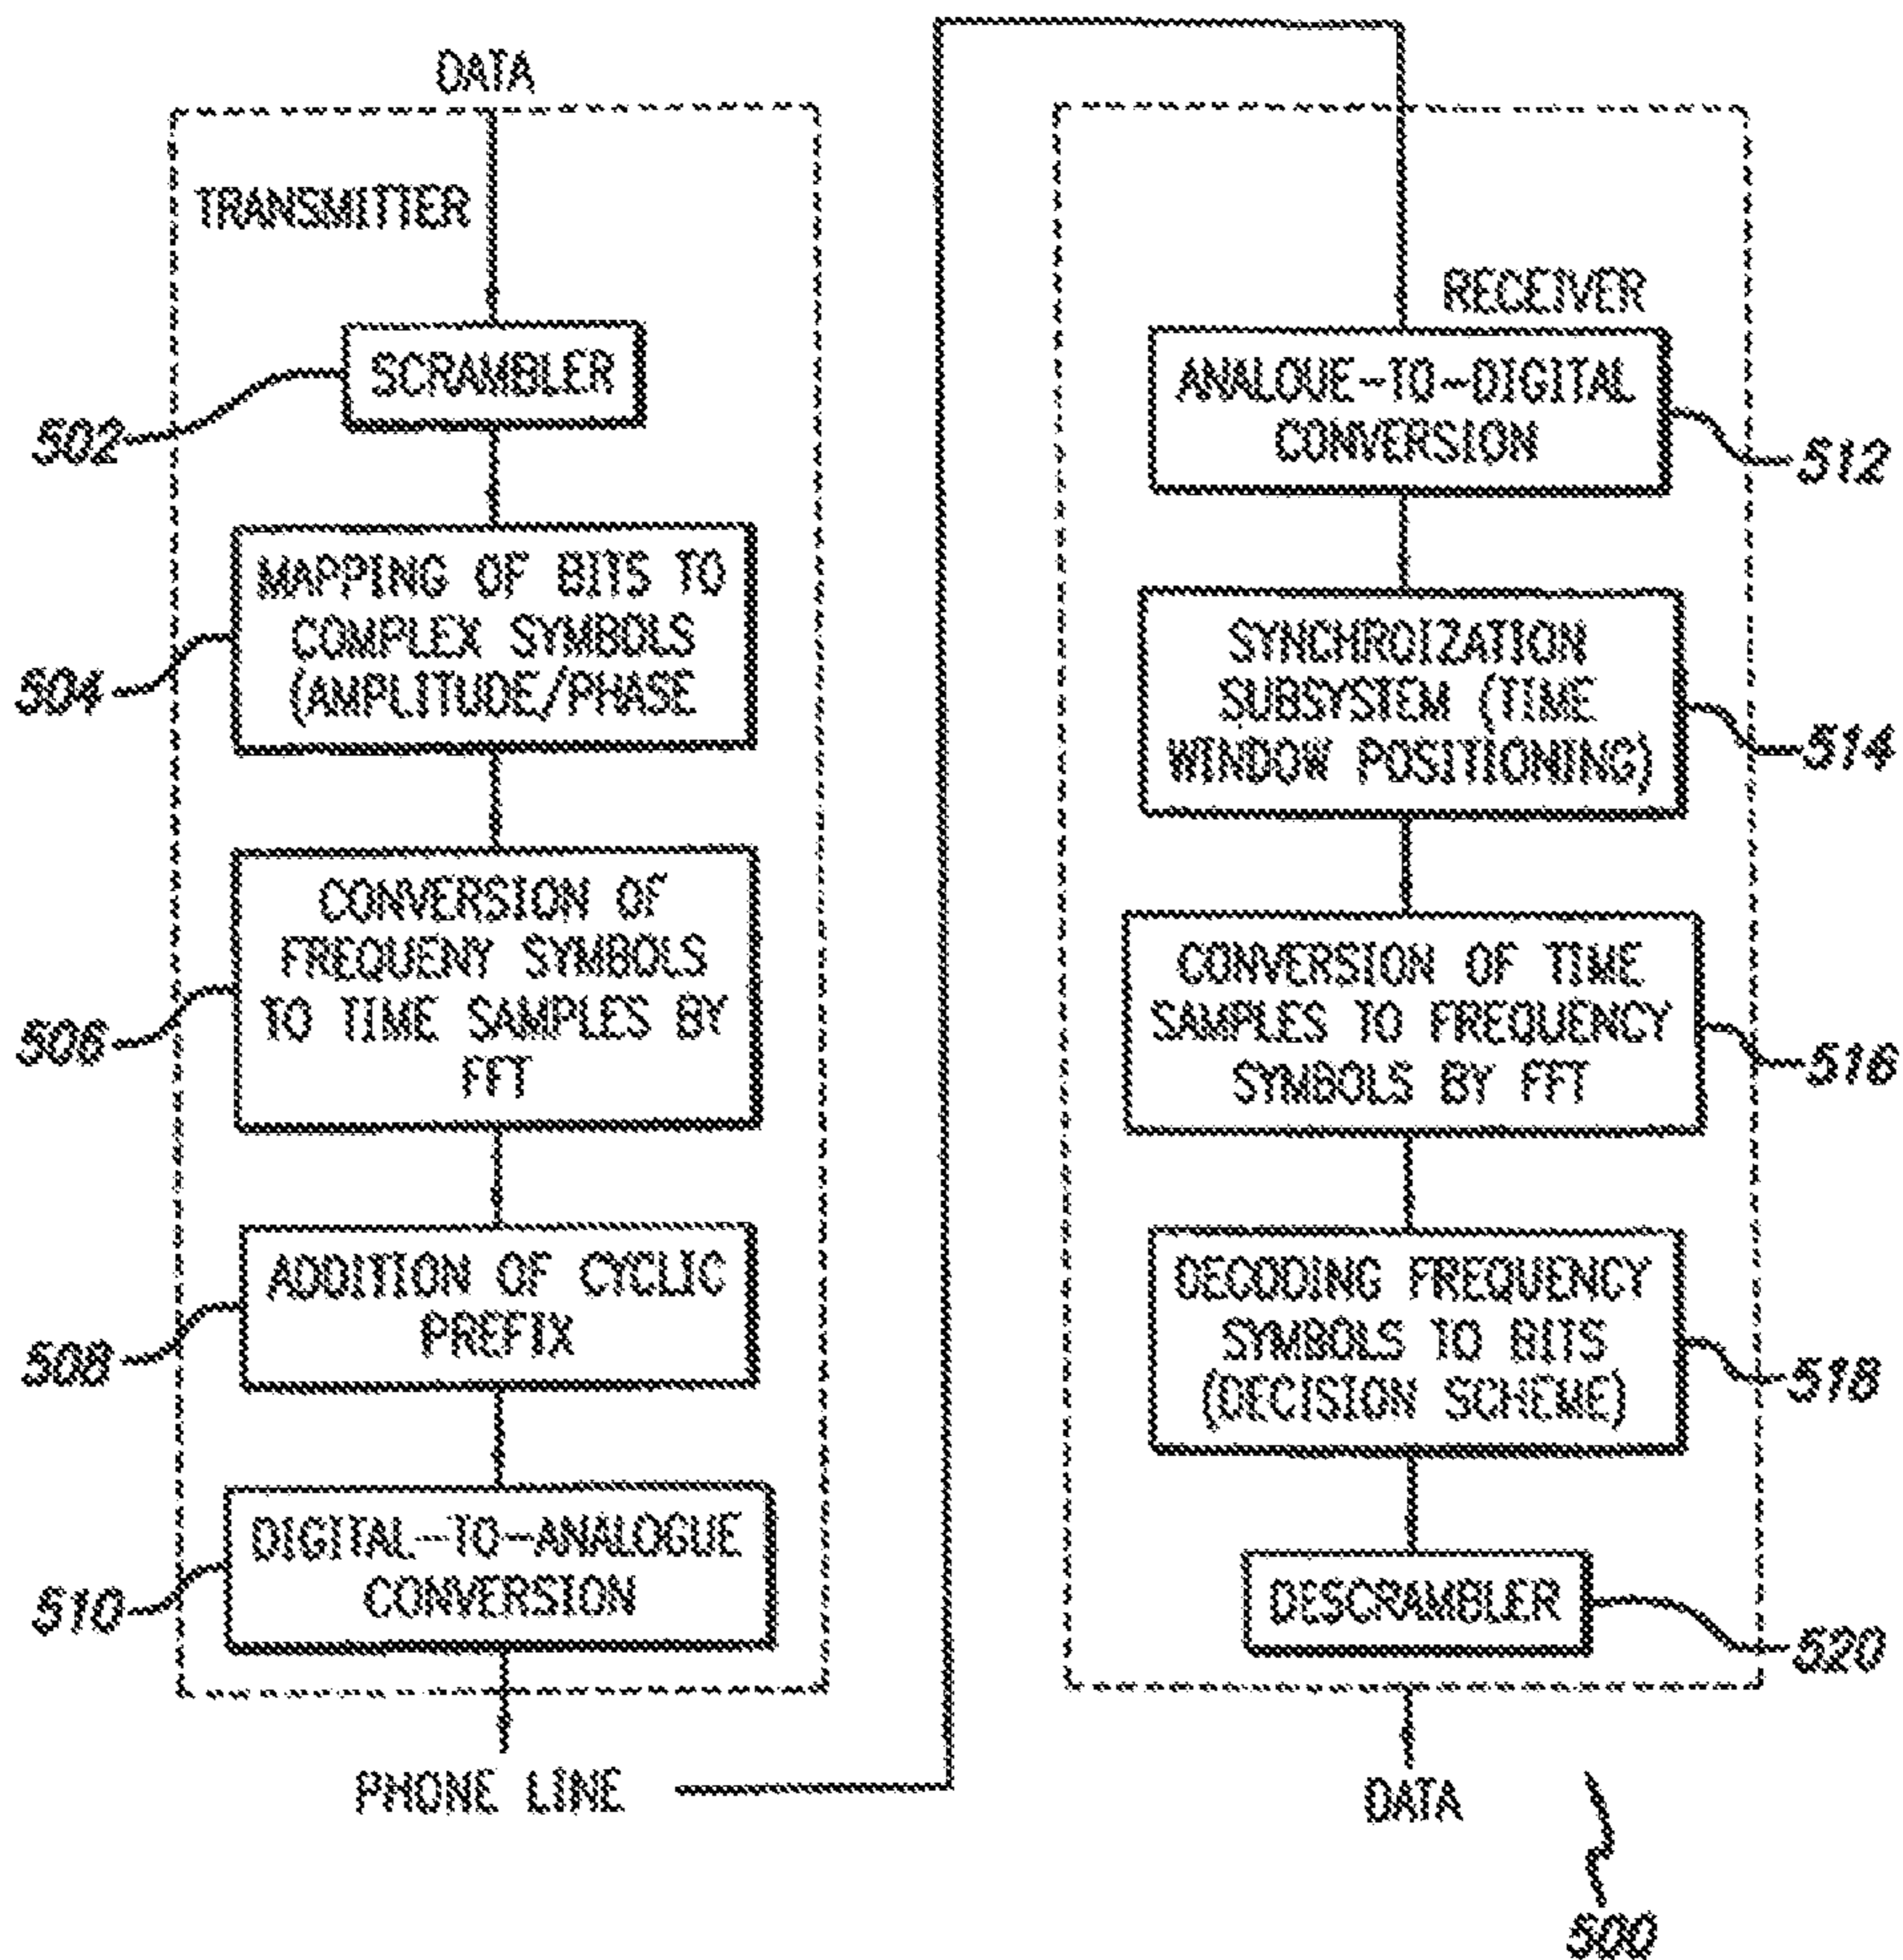 DATA
TRANSMITTER
SCRAMBLER
502
MAPPING OF BITS TO
COMPLEX SYMBOLS
(AMPLITUDE/PHASE
504
CONVERSION OF
FREQUENY SYMBOLS
TO TIME SAMPLES BY
FFT
506
ADDITION OF CYCLIC
PREFIX
508
DIGITAL-TO-ANALOGUE
CONVERSION
510
PHONE LINE
RECEIVER
ANALOUE-TO-DIGITAL
CONVERSION
512
SYNCHROIZATION
SUBSYSTEM (TIME
WINDOW POSITIONING)
514
CONVERSION OF TIME
SAMPLES TO FREQUENCY
SYMBOLS BY FFT
516
DECODING FREQUENCY
SYMBOLS TO BITS
(DECISION SCHEME)
518
DESCRAMBLER
520
DATA
500